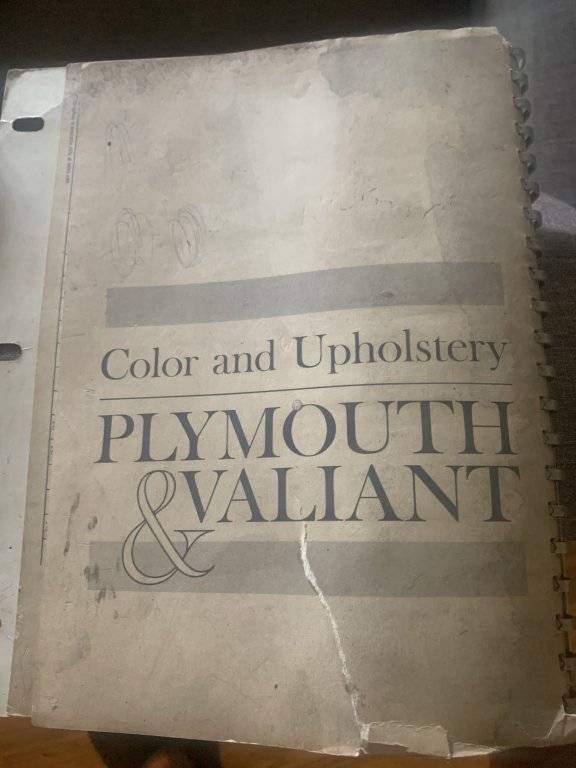 Color and Upholstery
PLYMOUTH
& VALIANT